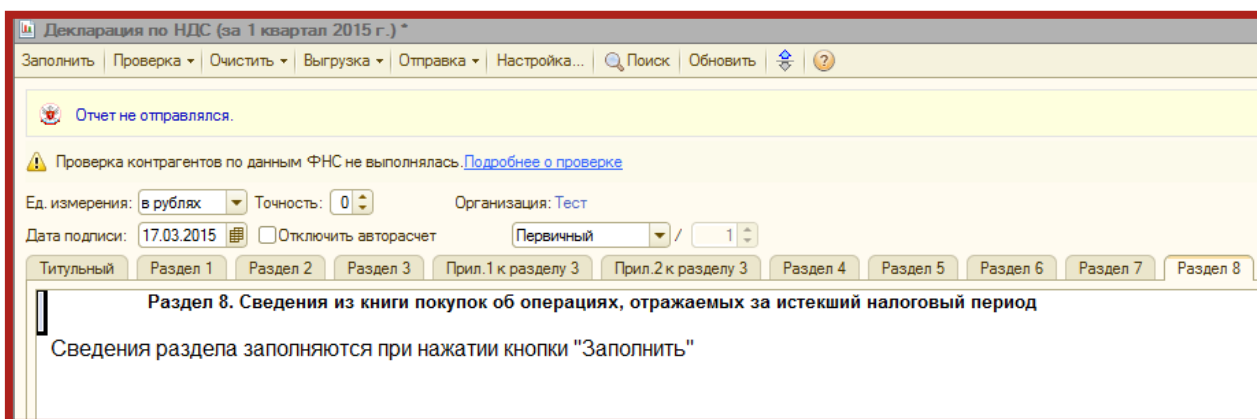 Декларация по НДС (за 1 квартал 2015 г.) *
Заполнить Проверка Очистить Выгрузка Отправка Настройка... Поиск Обновить ?
Отчет не отправлялся.
Проверка контрагентов по данным ФНС не выполнялась. Подробнее о проверке
Ед. измерения: в рублях Точность: 0 Организация: Тест
Дата подписи: 17.03.2015 Отключить авторасчет Первичный / 1
Титульный Раздел 1 Раздел 2 Раздел 3 Прил.1 к разделу 3 Прил.2 к разделу 3 Раздел 4 Раздел 5 Раздел 6 Раздел 7 Раздел 8
Раздел 8. Сведения из книги покупок об операциях, отражаемых за истекший налоговый период
Сведения раздела заполняются при нажатии кнопки "Заполнить"